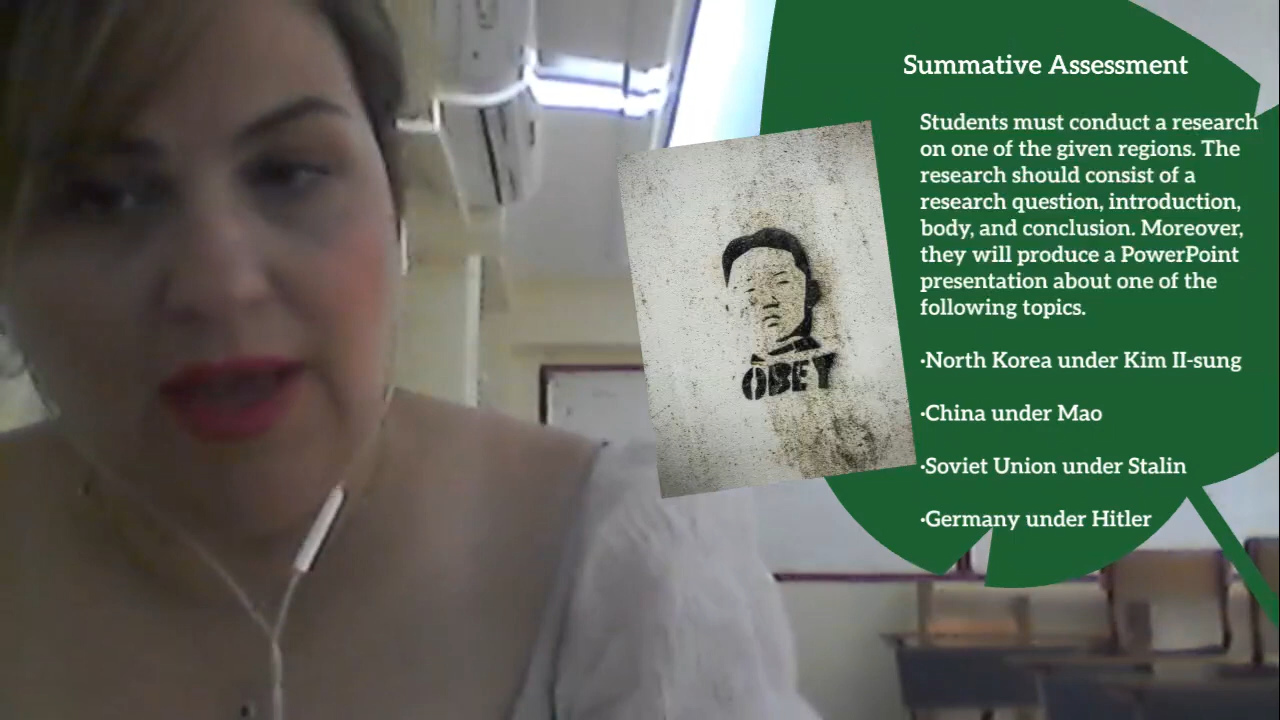 Summative Assessment
Students must conduct a research
on one of the given regions. The
research should consist of a
research question, introduction,
body, and conclusion. Moreover,
they will produce a PowerPoint
presentation about one of the
following topics.
·North Korea under Kim II-sung
·China under Mao
·Soviet Union under Stalin
·Germany under Hitler
OBEY